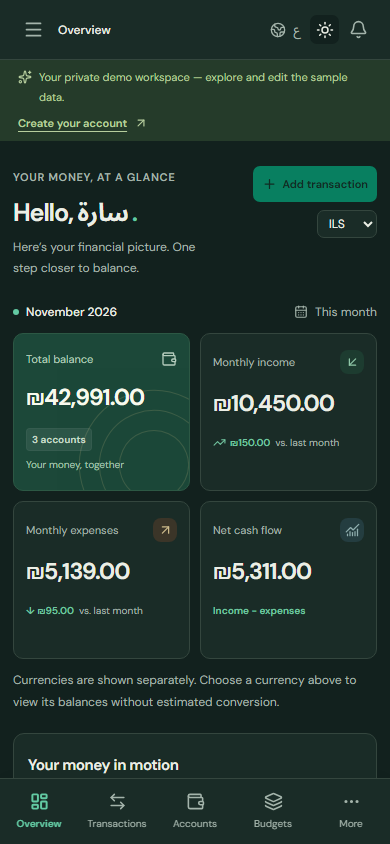 Overview
ع
Your private demo workspace — explore and edit the sample
data.
Create your account
YOUR MONEY, AT A GLANCE
Add transaction
Hello, سارة.
ILS
Here's your financial picture. One
step closer to balance.
November 2026
This month
Total balance
₪42,991.00
3 accounts
Your money, together
Monthly income
₪10,450.00
₪150.00 vs. last month
Monthly expenses
₪5,139.00
₪95.00 vs. last month
Net cash flow
₪5,311.00
Income − expenses
Currencies are shown separately. Choose a currency above to
view its balances without estimated conversion.
Your money in motion
Overview
Transactions
Accounts
Budgets
More